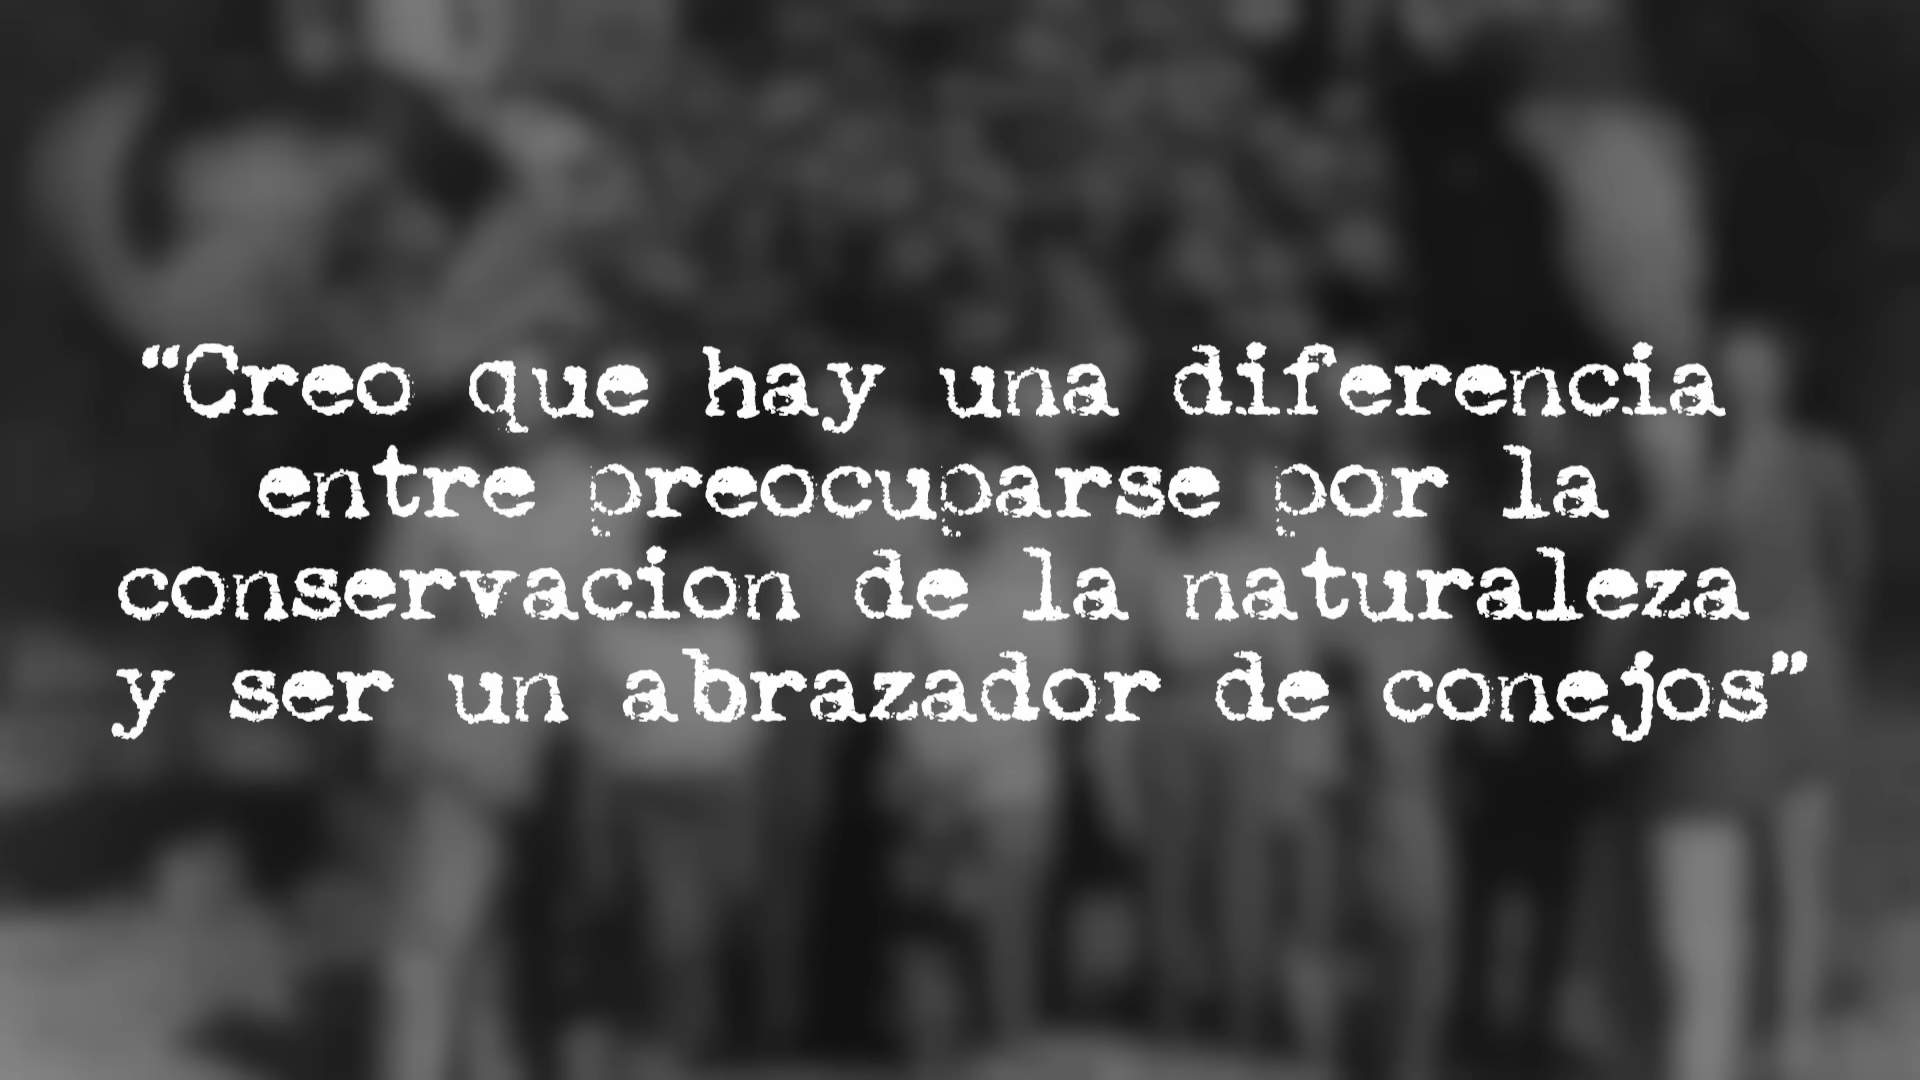 “Creo que hay una diferencia
entre preocuparse por la
conservacion de la naturaleza
y ser un abrazador de conejos”